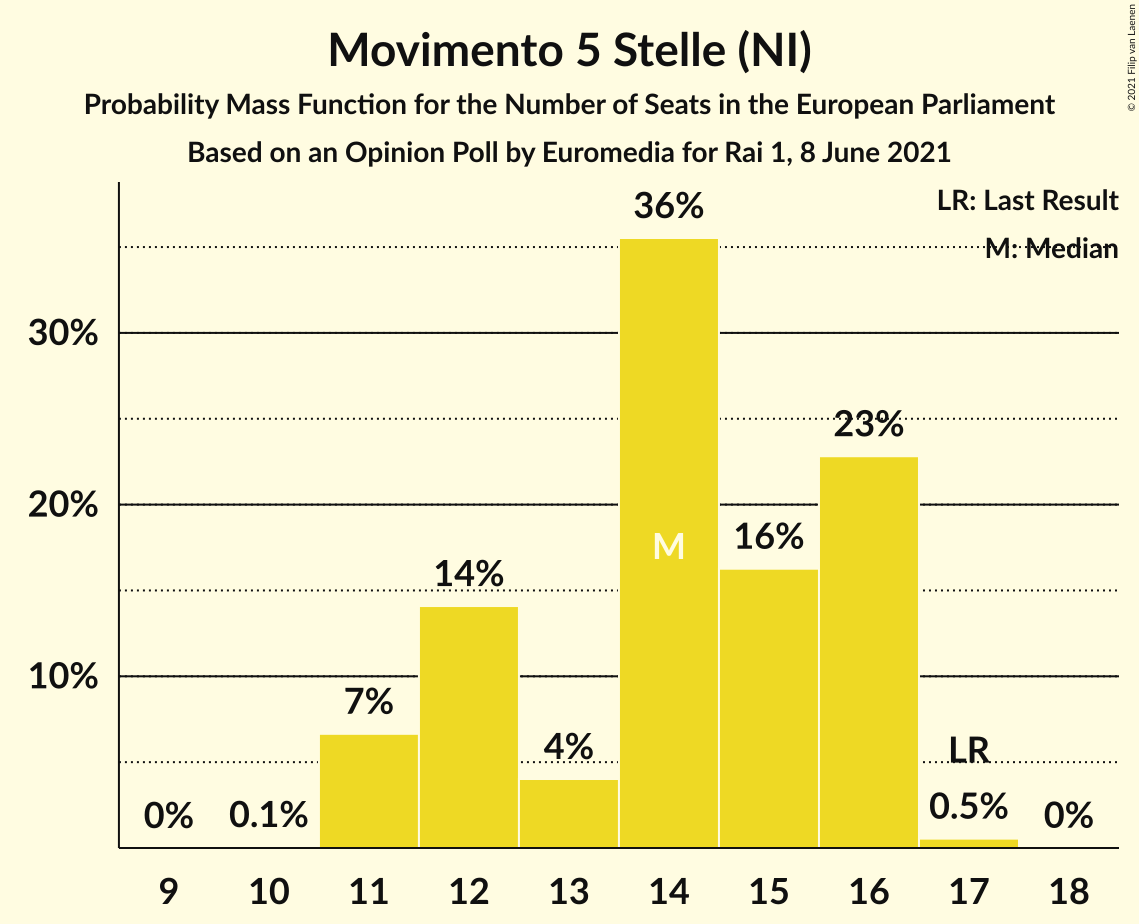 Movimento 5 Stelle (NI)
Probability Mass Function for the Number of Seats in the European Parliament
Based on an Opinion Poll by Euromedia for Rai 1, 8 June 2021
© 2021 Filip van Laenen
LR: Last Result
M: Median
30%
20%
10%
0%
0.1%
7%
14%
4%
36%
M
16%
23%
LR
0.5%
0%
9 10 11 12 13 14 15 16 17 18